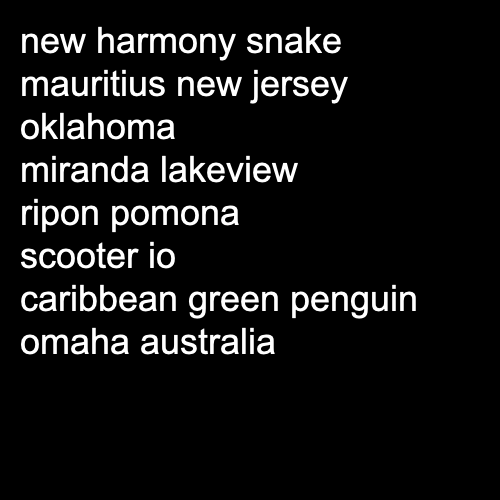 new harmony snake
mauritius new jersey
oklahoma
miranda lakeview
ripon pomona
scooter io
caribbean green penguin
omaha australia